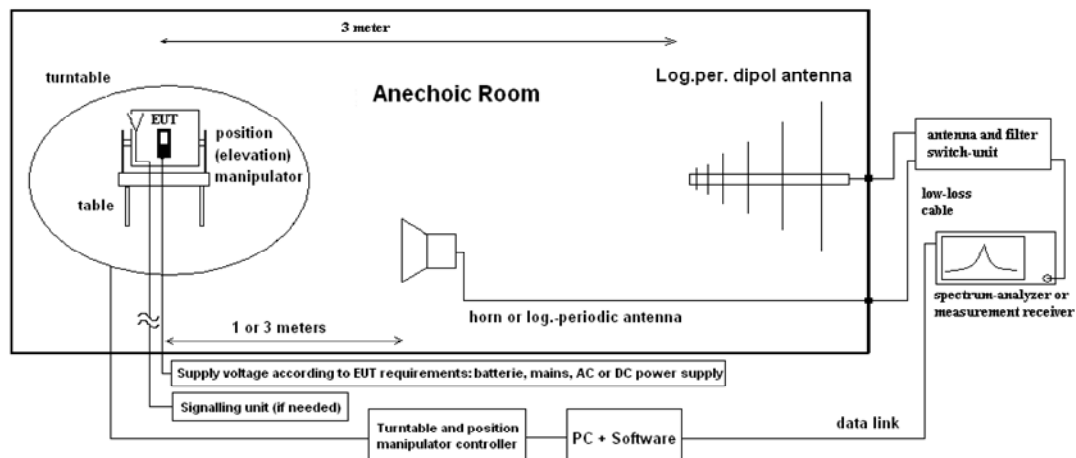 3 meter
turntable
Log.per. dipol antenna
Anechoic Room
EUT
position
(elevation)
manipulator
table
antenna and filter
switch-unit
low-loss
cable
spectrum-analyzer or
measurement receiver
horn or log.-periodic antenna
1 or 3 meters
Supply voltage according to EUT requirements: batterie, mains, AC or DC power supply
Signalling unit (if needed)
Turntable and position
manipulator controller
PC + Software
data link